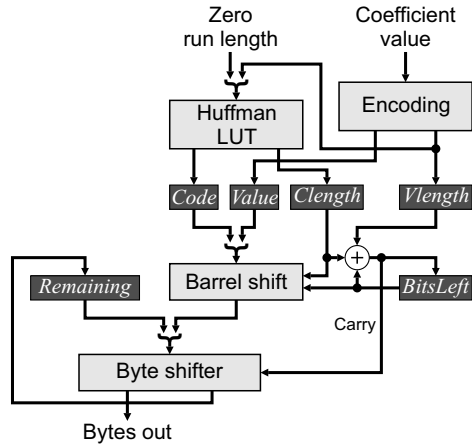 Zero
run length
Coefficient
value
Huffman
LUT
Encoding
Code
Value
Clength
Vlength
+
Remaining
Barrel shift
BitsLeft
Carry
Byte shifter
Bytes out